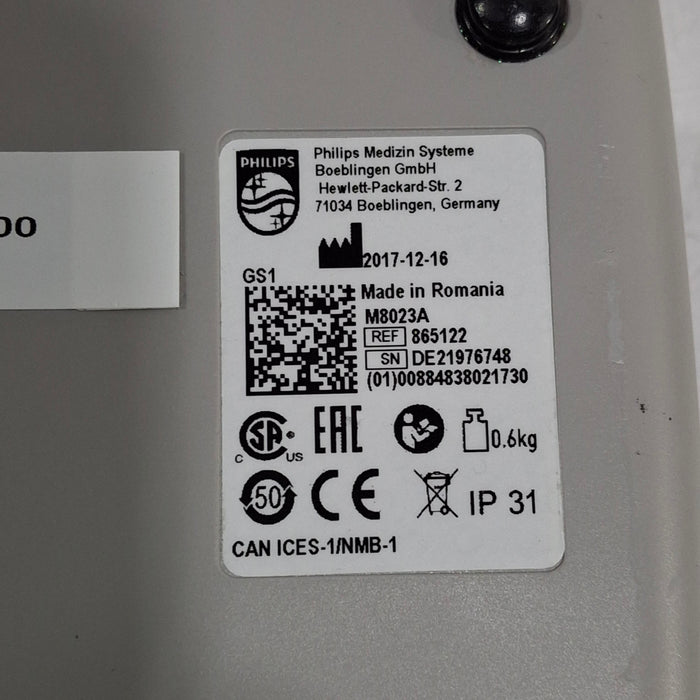 PHILIPS
Philips Medizin Systeme
Boeblingen GmbH
Hewlett-Packard-Str. 2
71034 Boeblingen, Germany
2017-12-16
GS1
Made in Romania
M8023A
REF 865122
SN DE21976748
(01)00884838021730
C SA US
EAC
0.6kg
50
CE
IP 31
CAN ICES-1/NMB-1